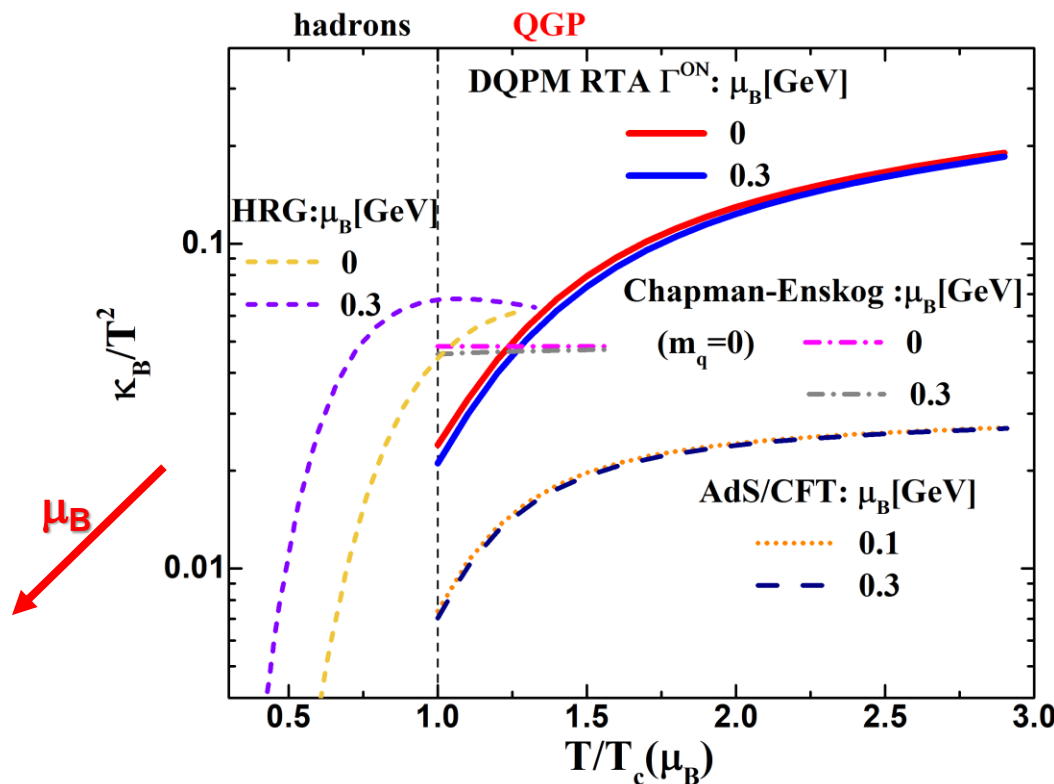 hadrons QGP
DQPM RTA Γ^ON: μ_B[GeV]
0
0.3
HRG:μ_B[GeV]
0
0.3
Chapman-Enskog :μ_B[GeV]
(m_q=0)
0
0.3
AdS/CFT: μ_B[GeV]
0.1
0.3
μ_B
κ_B/T^2
0.1
0.01
0.5 1.0 1.5 2.0 2.5 3.0
T/T_c(μ_B)